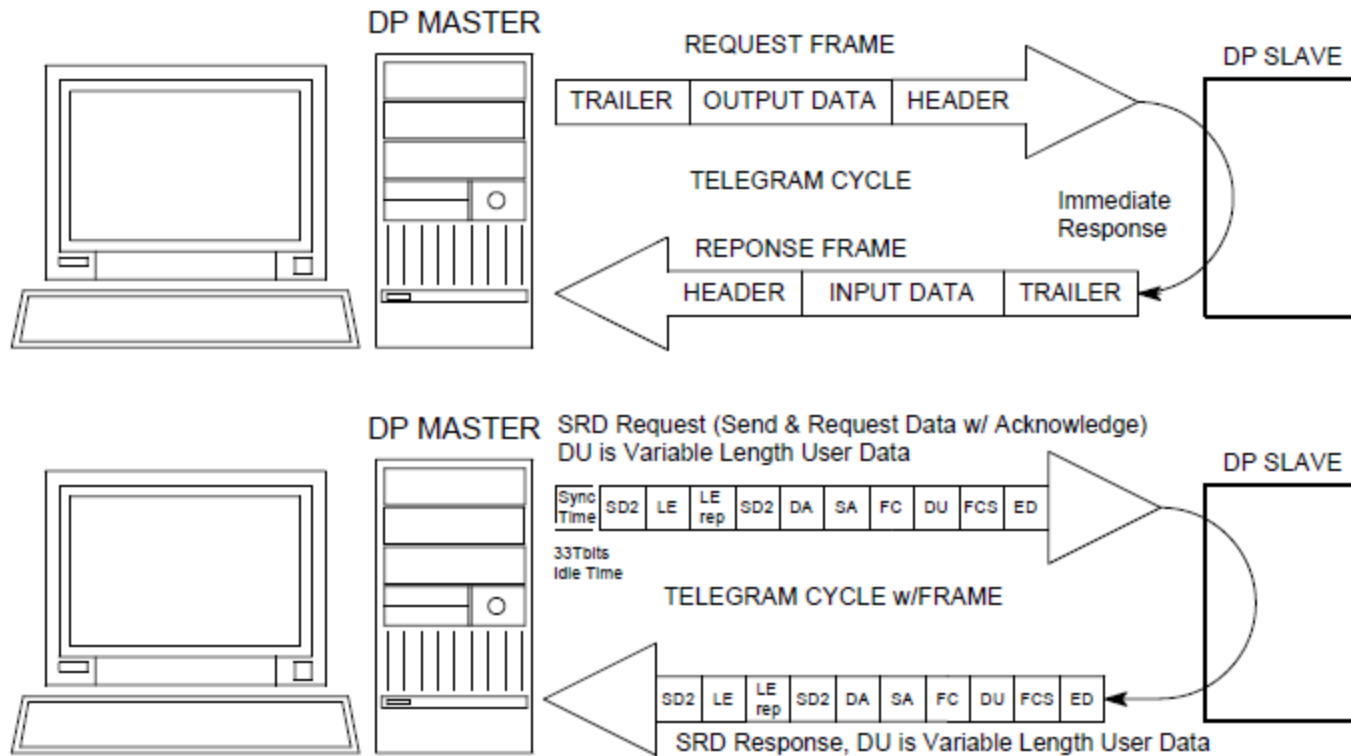 DP MASTER
REQUEST FRAME
DP SLAVE
TRAILER OUTPUT DATA HEADER
TELEGRAM CYCLE
Immediate
Response
REPONSE FRAME
HEADER INPUT DATA TRAILER
DP MASTER
SRD Request (Send & Request Data w/ Acknowledge)
DU is Variable Length User Data
DP SLAVE
Sync
Time
SD2 LE LE
rep SD2 DA SA FC DU FCS ED
33Tbits
Idle Time
TELEGRAM CYCLE w/FRAME
SD2 LE LE
rep SD2 DA SA FC DU FCS ED
SRD Response, DU is Variable Length User Data